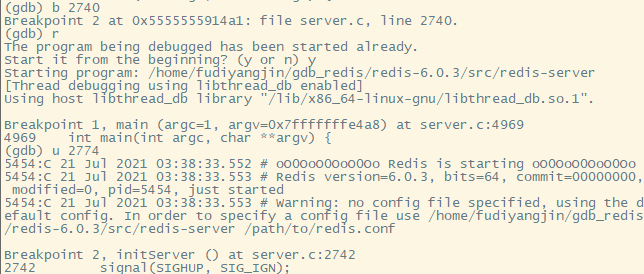 (gdb) b 2740
Breakpoint 2 at 0x5555555914a1: file server.c, line 2740.
(gdb) r
The program being debugged has been started already.
Start it from the beginning? (y or n) y
Starting program: /home/fudiyangjin/gdb_redis/redis-6.0.3/src/redis-server
[Thread debugging using libthread_db enabled]
Using host libthread_db library "/lib/x86_64-linux-gnu/libthread_db.so.1".
Breakpoint 1, main (argc=1, argv=0x7fffffffe4a8) at server.c:4969
4969    int main(int argc, char **argv) {
(gdb) u 2774
5454:C 21 Jul 2021 03:38:33.552 # oO0OoO0OoO0Oo Redis is starting oO0OoO0OoO0Oo
5454:C 21 Jul 2021 03:38:33.553 # Redis version=6.0.3, bits=64, commit=00000000,
 modified=0, pid=5454, just started
5454:C 21 Jul 2021 03:38:33.553 # Warning: no config file specified, using the d
efault config. In order to specify a config file use /home/fudiyangjin/gdb_redis
/redis-6.0.3/src/redis-server /path/to/redis.conf
Breakpoint 2, initServer () at server.c:2742
2742        signal(SIGHUP, SIG_IGN);